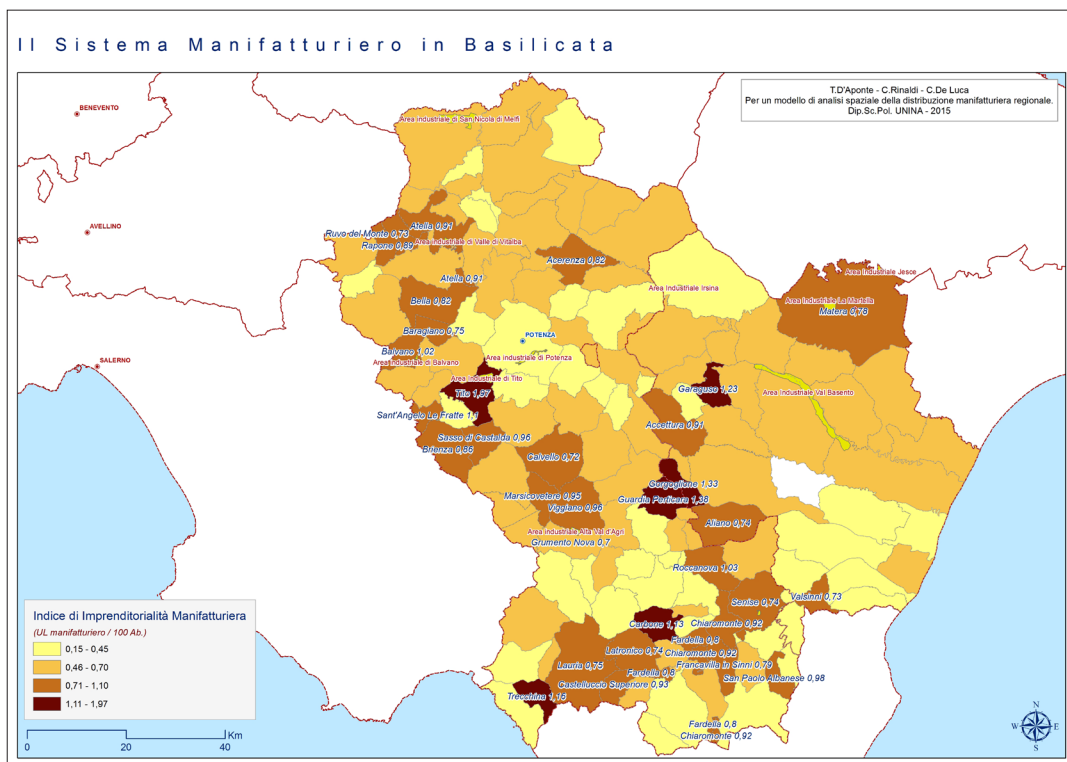 Il Sistema Manifatturiero in Basilicata
T.D'Aponte - C.Rinaldi - C.De Luca
Per un modello di analisi spaziale della distribuzione manifatturiera regionale.
Dip.Sc.Pol. UNINA - 2015
BENEVENTO
Area industriale di San Nicola di Melfi
AVELLINO
Atella 0,91
Ruvo del Monte 0,73
Area industriale di Valle di Vitalba
Rapone 0,89
Acerenza 0,82
Area Industriale Jesce
Atella 0,91
Area Industriale Irsina
Bella 0,82
Area Industriale La Martella
Matera 0,76
Baragiano 0,75
POTENZA
Balvano 1,02
Area industriale di Potenza
SALERNO
Area industriale di Balvano
Area Industriale di Tito
Garaguso 1,23
Tito 1,97
Area Industriale Val Basento
Sant'Angelo Le Fratte 1,1
Accettura 0,91
Sasso di Castalda 0,96
Brienza 0,86
Calvello 0,72
Gorgoglione 1,33
Marsicovetere 0,95
Guardia Perticara 1,38
Viggiano 0,96
Aliano 0,74
Area industriale Alta Val d'Agri
Grumento Nova 0,7
Roccanova 1,03
Valsinni 0,73
Senise 0,74
Carbone 1,13
Chiaromonte 0,92
Fardella 0,8
Latronico 0,74
Chiaromonte 0,92
Lauria 0,75
Francavilla in Sinni 0,79
Fardella 0,8
San Paolo Albanese 0,98
Castelluccio Superiore 0,93
Trecchina 1,16
Fardella 0,8
Chiaromonte 0,92
Indice di Imprenditorialità Manifatturiera
(UL manifatturiero / 100 Ab.)
0,15 - 0,45
0,46 - 0,70
0,71 - 1,10
1,11 - 1,97
Km
0
20
40
N
W
E
S